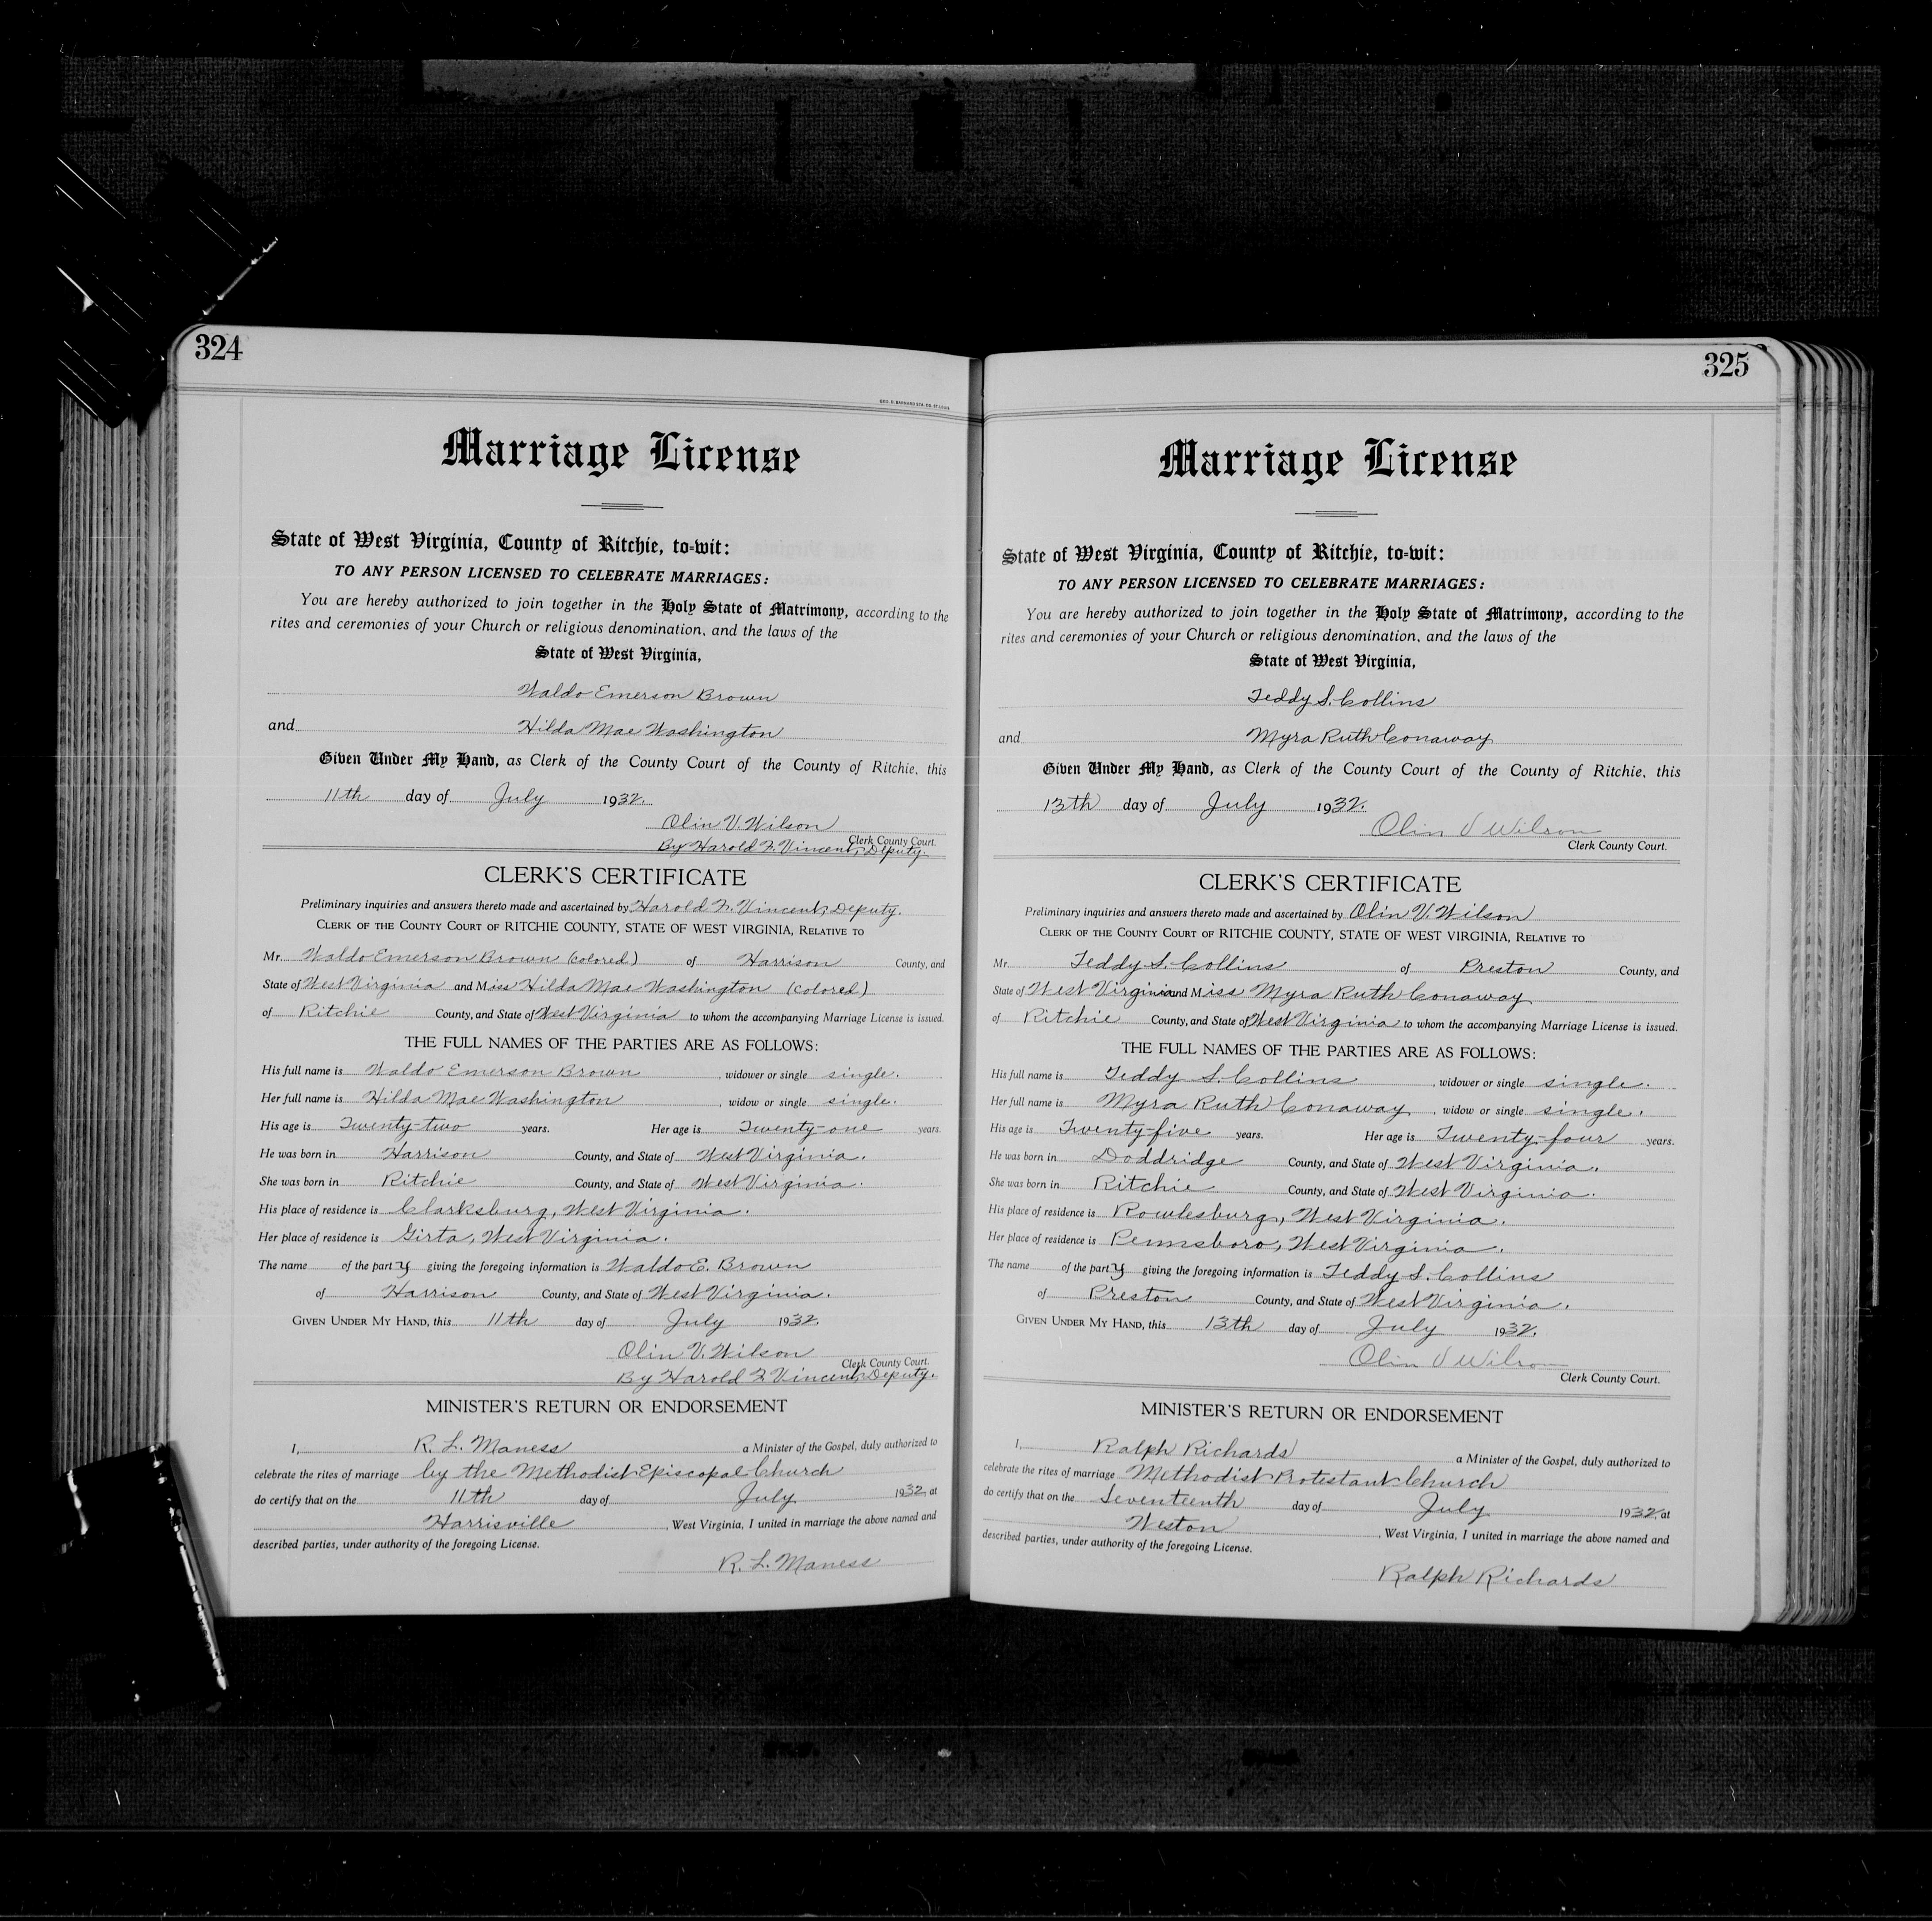 324
GEO. D. BARNARD STA. CO. ST. LOUIS
Marriage License
State of West Virginia, County of Ritchie, to-wit:
TO ANY PERSON LICENSED TO CELEBRATE MARRIAGES:
You are hereby authorized to join together in the Holy State of Matrimony, according to the
rites and ceremonies of your Church or religious denomination, and the laws of the
State of West Virginia,
Waldo Emerson Brown
and Hilda Mae Washington
Given Under My Hand, as Clerk of the County Court of the County of Ritchie, this
11th day of July 1932.
Olin V. Wilson
Clerk County Court.
By Harold F. Vincent, Deputy.
CLERK'S CERTIFICATE
Preliminary inquiries and answers thereto made and ascertained by Harold F. Vincent, Deputy.
CLERK OF THE COUNTY COURT OF RITCHIE COUNTY, STATE OF WEST VIRGINIA, RELATIVE TO
Mr. Waldo Emerson Brown (colored) of Harrison County, and
State of West Virginia and Miss Hilda Mae Washington (colored)
of Ritchie County, and State of West Virginia to whom the accompanying Marriage License is issued.
THE FULL NAMES OF THE PARTIES ARE AS FOLLOWS:
His full name is Waldo Emerson Brown, widower or single single.
Her full name is Hilda Mae Washington, widow or single single.
His age is Twenty-two years. Her age is Twenty-one years.
He was born in Harrison County, and State of West Virginia.
She was born in Ritchie County, and State of West Virginia.
His place of residence is Clarksburg, West Virginia.
Her place of residence is Girta, West Virginia.
The name of the party giving the foregoing information is Waldo E. Brown
of Harrison County, and State of West Virginia.
GIVEN UNDER MY HAND, this 11th day of July 1932.
Olin V. Wilson
Clerk County Court.
By Harold F. Vincent, Deputy.
MINISTER'S RETURN OR ENDORSEMENT
I, R. L. Maness a Minister of the Gospel, duly authorized to
celebrate the rites of marriage by the Methodist Episcopal Church
do certify that on the 11th day of July 1932, at
Harrisville, West Virginia, I united in marriage the above named and
described parties, under authority of the foregoing License.
R. L. Maness
325
Marriage License
State of West Virginia, County of Ritchie, to-wit:
TO ANY PERSON LICENSED TO CELEBRATE MARRIAGES:
You are hereby authorized to join together in the Holy State of Matrimony, according to the
rites and ceremonies of your Church or religious denomination, and the laws of the
State of West Virginia,
Teddy S. Collins
and Myra Ruth Conaway
Given Under My Hand, as Clerk of the County Court of the County of Ritchie, this
13th day of July 1932.
Olin V Wilson
Clerk County Court.
CLERK'S CERTIFICATE
Preliminary inquiries and answers thereto made and ascertained by Olin V. Wilson
CLERK OF THE COUNTY COURT OF RITCHIE COUNTY, STATE OF WEST VIRGINIA, RELATIVE TO
Mr. Teddy S. Collins of Preston County, and
State of West Virginia and Miss Myra Ruth Conaway
of Ritchie County, and State of West Virginia to whom the accompanying Marriage License is issued.
THE FULL NAMES OF THE PARTIES ARE AS FOLLOWS:
His full name is Teddy S. Collins, widower or single single.
Her full name is Myra Ruth Conaway, widow or single single.
His age is Twenty-five years. Her age is Twenty-four years.
He was born in Doddridge County, and State of West Virginia.
She was born in Ritchie County, and State of West Virginia.
His place of residence is Rowlesburg, West Virginia.
Her place of residence is Pennsboro, West Virginia.
The name of the party giving the foregoing information is Teddy S. Collins
of Preston County, and State of West Virginia.
GIVEN UNDER MY HAND, this 13th day of July 1932.
Olin V Wilson
Clerk County Court.
MINISTER'S RETURN OR ENDORSEMENT
I, Ralph Richards a Minister of the Gospel, duly authorized to
celebrate the rites of marriage Methodist Protestant Church
do certify that on the Seventeenth day of July 1932, at
Weston, West Virginia, I united in marriage the above named and
described parties, under authority of the foregoing License.
Ralph Richards